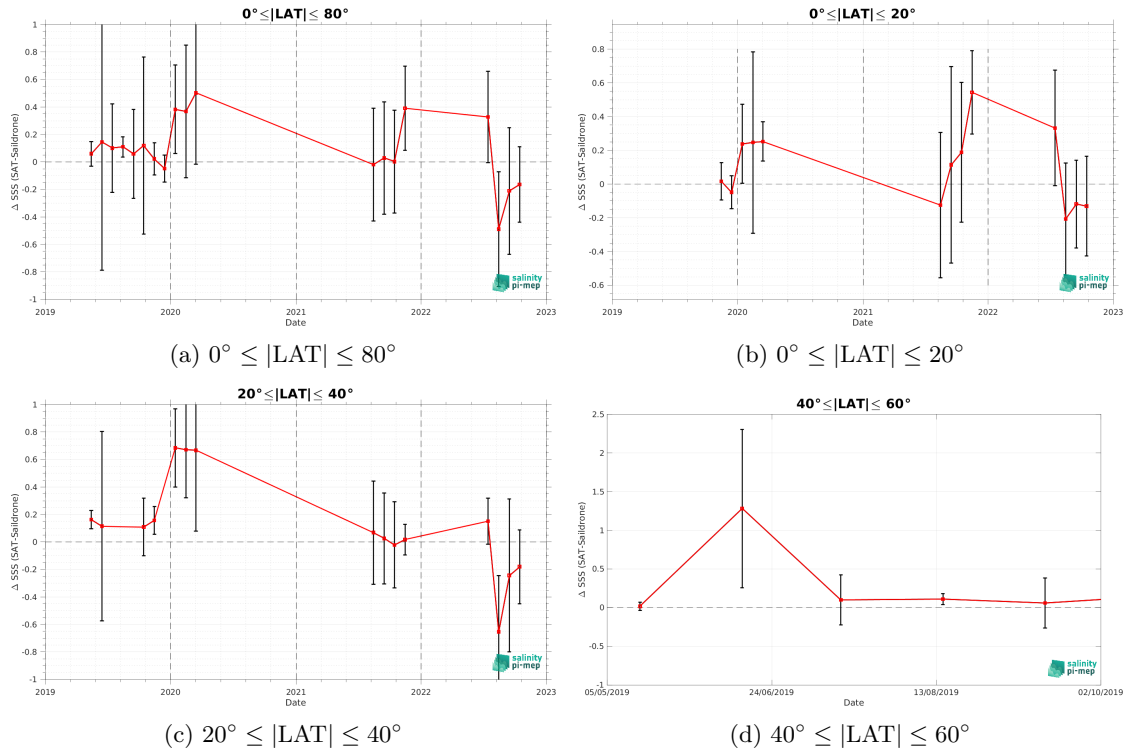 0°≤|LAT|≤ 80°
1
0.8
0.6
0.4
0.2
0
-0.2
-0.4
-0.6
-0.8
-1
Δ SSS (SAT-Saildrone)
2019
2020
2021
2022
2023
Date
salinity
pi-mep
(a) 0° ≤ |LAT| ≤ 80°
0°≤|LAT|≤ 20°
0.8
0.6
0.4
0.2
0
-0.2
-0.4
-0.6
Δ SSS (SAT-Saildrone)
2019
2020
2021
2022
2023
Date
salinity
pi-mep
(b) 0° ≤ |LAT| ≤ 20°
20°≤|LAT|≤ 40°
1
0.8
0.6
0.4
0.2
0
-0.2
-0.4
-0.6
-0.8
-1
Δ SSS (SAT-Saildrone)
2019
2020
2021
2022
2023
Date
salinity
pi-mep
(c) 20° ≤ |LAT| ≤ 40°
40°≤|LAT|≤ 60°
2.5
2
1.5
1
0.5
0
-0.5
-1
Δ SSS (SAT-Saildrone)
05/05/2019
24/06/2019
13/08/2019
02/10/2019
Date
salinity
pi-mep
(d) 40° ≤ |LAT| ≤ 60°